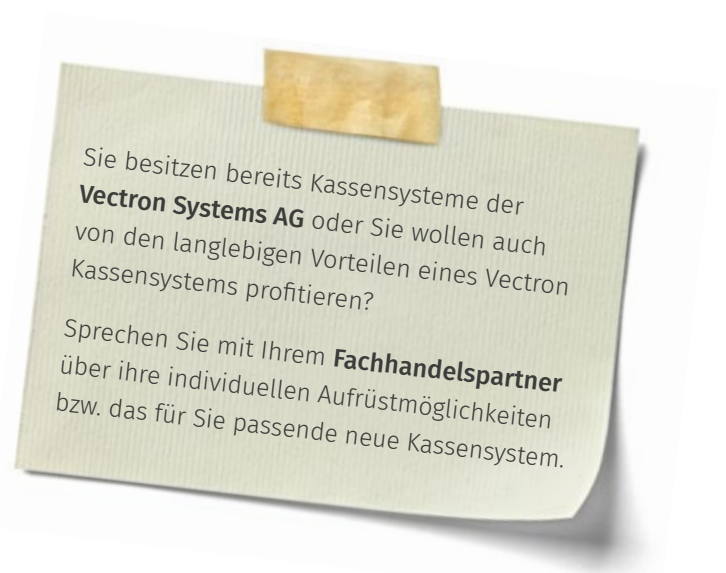 Sie besitzen bereits Kassensysteme der
Vectron Systems AG oder Sie wollen auch
von den langlebigen Vorteilen eines Vectron
Kassensystems profitieren?
Sprechen Sie mit Ihrem Fachhandelspartner
über ihre individuellen Aufrüstmöglichkeiten
bzw. das für Sie passende neue Kassensystem.